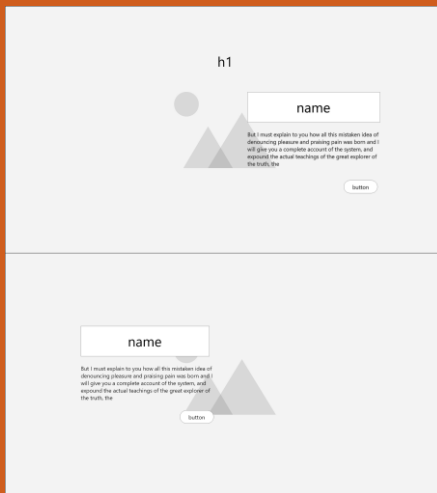 h1
name
But I must explain to you how all this mistaken idea of
denouncing pleasure and praising pain was born and I
will give you a complete account of the system, and
expound the actual teachings of the great explorer of
the truth, the
button
name
But I must explain to you how all this mistaken idea of
denouncing pleasure and praising pain was born and I
will give you a complete account of the system, and
expound the actual teachings of the great explorer of
the truth, the
button